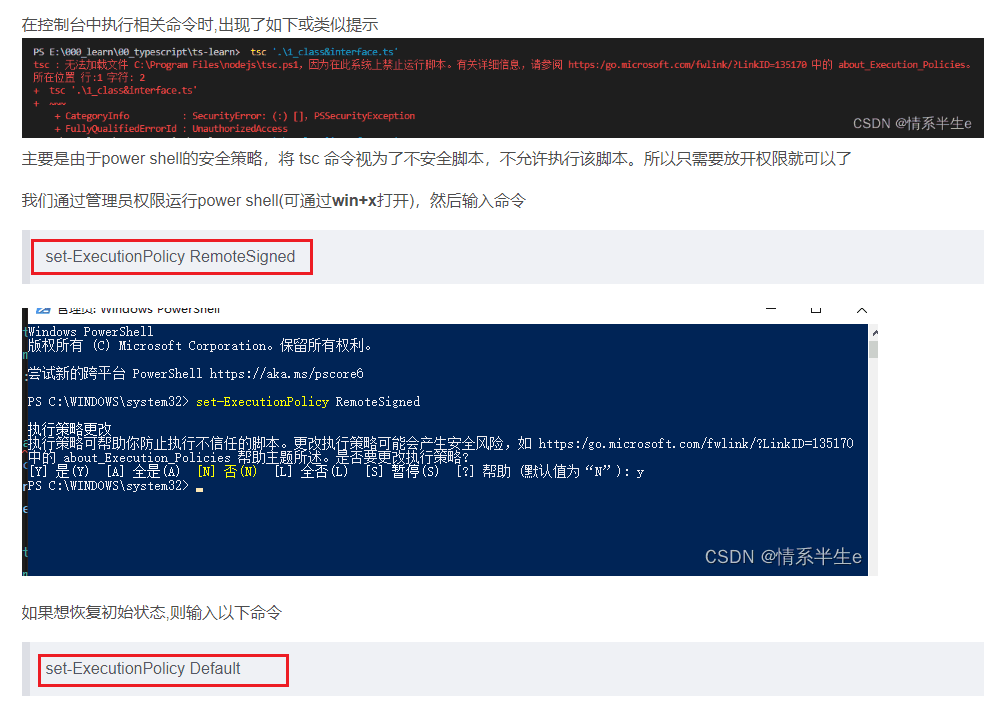 在控制台中执行相关命令时,出现了如下或类似提示
PS E:\000_learn\00_typescript\ts-learn> tsc '.\1_class&interface.ts'
tsc : 无法加载文件 C:\Program Files\nodejs\tsc.ps1，因为在此系统上禁止运行脚本。有关详细信息，请参阅 https:/go.microsoft.com/fwlink/?LinkID=135170 中的 about_Execution_Policies。
所在位置 行:1 字符: 2
+ tsc '.\1_class&interface.ts'
+ ~~~
+ CategoryInfo : SecurityError: (:) []，PSSecurityException
+ FullyQualifiedErrorId : UnauthorizedAccess
CSDN @情系半生e
主要是由于power shell的安全策略，将 tsc 命令视为了不安全脚本，不允许执行该脚本。所以只需要放开权限就可以了
我们通过管理员权限运行power shell(可通过win+x打开)，然后输入命令
set-ExecutionPolicy RemoteSigned
管理员: Windows PowerShell
Windows PowerShell
版权所有 (C) Microsoft Corporation。保留所有权利。
尝试新的跨平台 PowerShell https://aka.ms/pscore6
PS C:\WINDOWS\system32> set-ExecutionPolicy RemoteSigned
执行策略更改
执行策略可帮助你防止执行不信任的脚本。更改执行策略可能会产生安全风险，如 https:/go.microsoft.com/fwlink/?LinkID=135170
中的 about_Execution_Policies 帮助主题所述。是否要更改执行策略?
[Y] 是(Y) [A] 全是(A) [N] 否(N) [L] 全否(L) [S] 暂停(S) [?] 帮助 (默认值为“N”): y
PS C:\WINDOWS\system32>
CSDN @情系半生e
如果想恢复初始状态,则输入以下命令
set-ExecutionPolicy Default